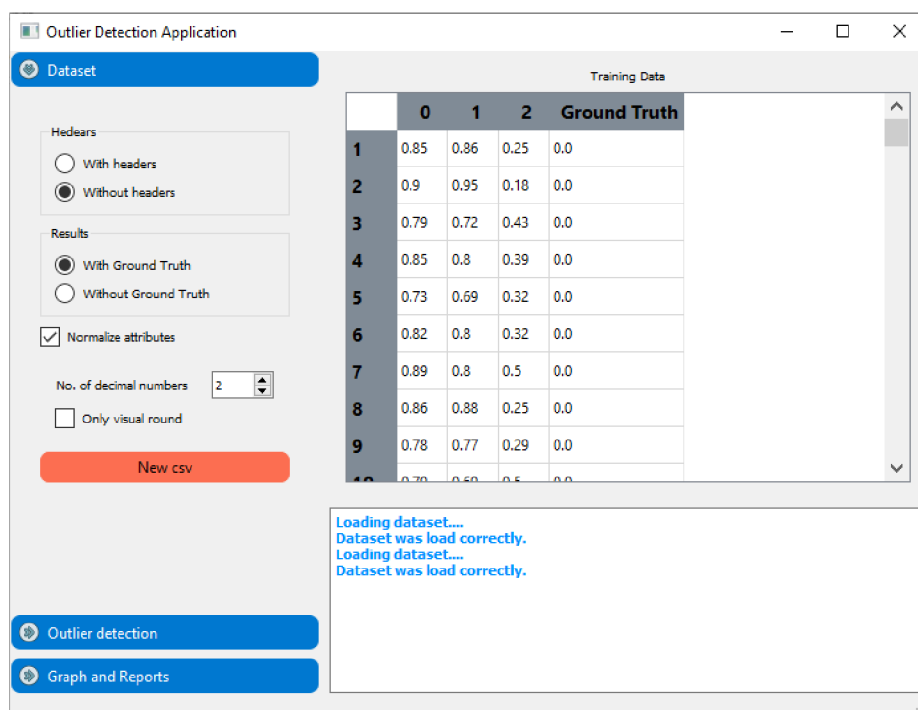 Outlier Detection Application
Dataset
Hedears
With headers
Without headers
Results
With Ground Truth
Without Ground Truth
Normalize attributes
No. of decimal numbers 2
Only visual round
New csv
Outlier detection
Graph and Reports
Training Data
0 1 2 Ground Truth
1 0.85 0.86 0.25 0.0
2 0.9 0.95 0.18 0.0
3 0.79 0.72 0.43 0.0
4 0.85 0.8 0.39 0.0
5 0.73 0.69 0.32 0.0
6 0.82 0.8 0.32 0.0
7 0.89 0.8 0.5 0.0
8 0.86 0.88 0.25 0.0
9 0.78 0.77 0.29 0.0
Loading dataset....
Dataset was load correctly.
Loading dataset....
Dataset was load correctly.